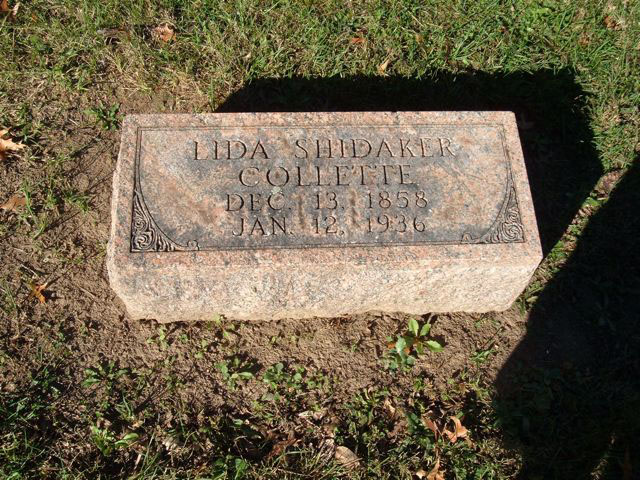 LIDA SHIDAKER
COLLETTE
DEC. 13, 1858
JAN. 12, 1936